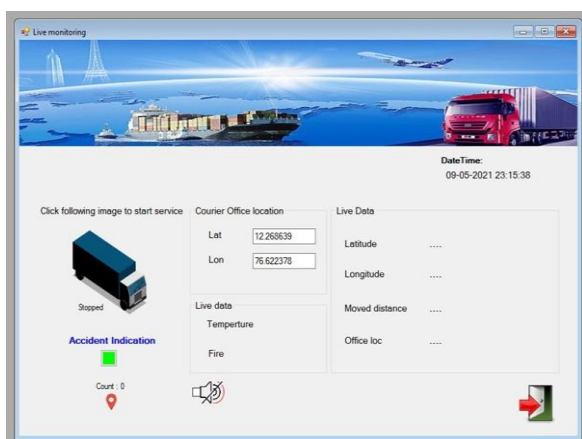 Live monitoring
DateTime:
09-05-2021 23:15:38
Click following image to start service
Stopped
Accident Indication
Count : 0
Courier Office location
Lat 12.268639
Lon 76.622378
Live data
Temperture
Fire
Live Data
Latitude ....
Longitude ....
Moved distance ....
Office loc ....